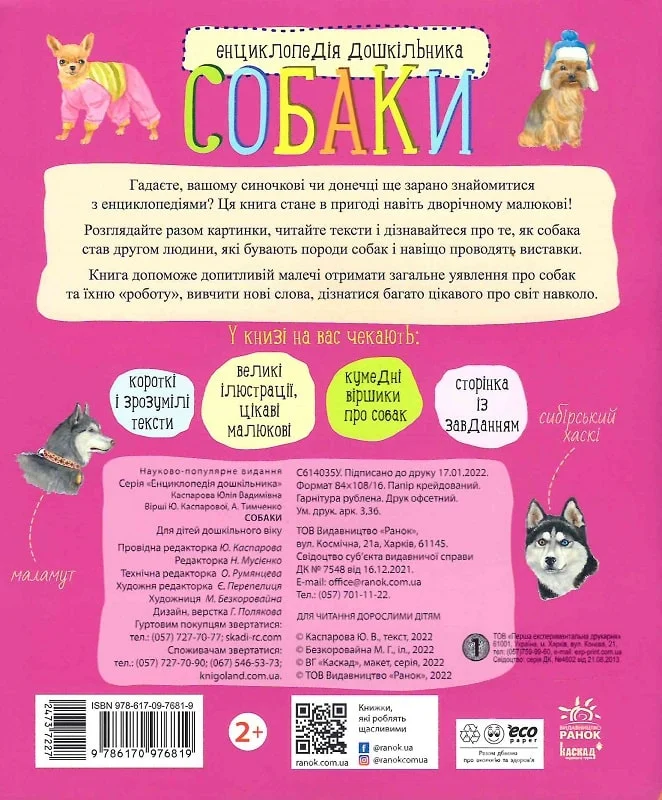 енциклопедія дошкільника
СОБАКИ
Гадаєте, вашому синочкові чи донечці ще зарано знайомитися
з енциклопедіями? Ця книга стане в пригоді навіть дворічному малюкові!
Розглядайте разом картинки, читайте тексти і дізнавайтеся про те, як собака
став другом людини, які бувають породи собак і навіщо проводять виставки.
Книга допоможе допитливій малечі отримати загальне уявлення про собак
та їхню «роботу», вивчити нові слова, дізнатися багато цікавого про світ навколо.
У книзі на вас чекають:
короткі
і зрозумілі
тексти
великі
ілюстрації,
цікаві
малюкові
кумедні
віршики
про собак
сторінка
із
завданням
сибірський
хаскі
маламут
Науково-популярне видання
Серія «Енциклопедія дошкільника»
Каспарова Юлія Вадимівна
Вірші Ю. Каспарової, А. Тимченко
СОБАКИ
Для дітей дошкільного віку
Провідна редакторка Ю. Каспарова
Редакторка Н. Мусієнко
Технічна редакторка О. Румянцева
Художня редакторка Є. Перепелиця
Художниця М. Безкоровайна
Дизайн, верстка Г. Полякова
Гуртовим покупцям звертатися:
тел.: (057) 727-70-77; skadi-rc.com
Споживачам звертатися:
тел.: (057) 727-70-90; (067) 546-53-73;
knigoland.com.ua
С614035У. Підписано до друку 17.01.2022.
Формат 84×108/16. Папір крейдований.
Гарнітура рублена. Друк офсетний.
Ум. друк. арк. 3,36.
ТОВ Видавництво «Ранок»,
вул. Космічна, 21а, Харків, 61145.
Свідоцтво суб'єкта видавничої справи
ДК № 7548 від 16.12.2021.
E-mail: office@ranok.com.ua
Тел.: (057) 701-11-22.
ДЛЯ ЧИТАННЯ ДОРОСЛИМИ ДІТЯМ
© Каспарова Ю. В., текст, 2022
© Безкоровайна М. Г., іл., 2022
© ВГ «Каскад», макет, серія, 2022
© ТОВ Видавництво «Ранок», 2022
ТОВ «Перша експериментальна друкарня»
61001, Україна, м. Харків, вул. Конєва, 21,
тел.: (057)759-99-60, e-mail: exp-print.com.ua
Свідоцтво: серія ДК, №4602 від 21.08.2013.
ISBN 978-617-09-7681-9
2473-7227
9 786170 976819
2+
Книжки,
які роблять
щасливими
@ranok.ua
ranok.com.ua
@ranokcomua
eco
paper
Разом дбаємо
про екологію та здоров'я
ВИДАВНИЦТВО
РАНОК
КАСКАД